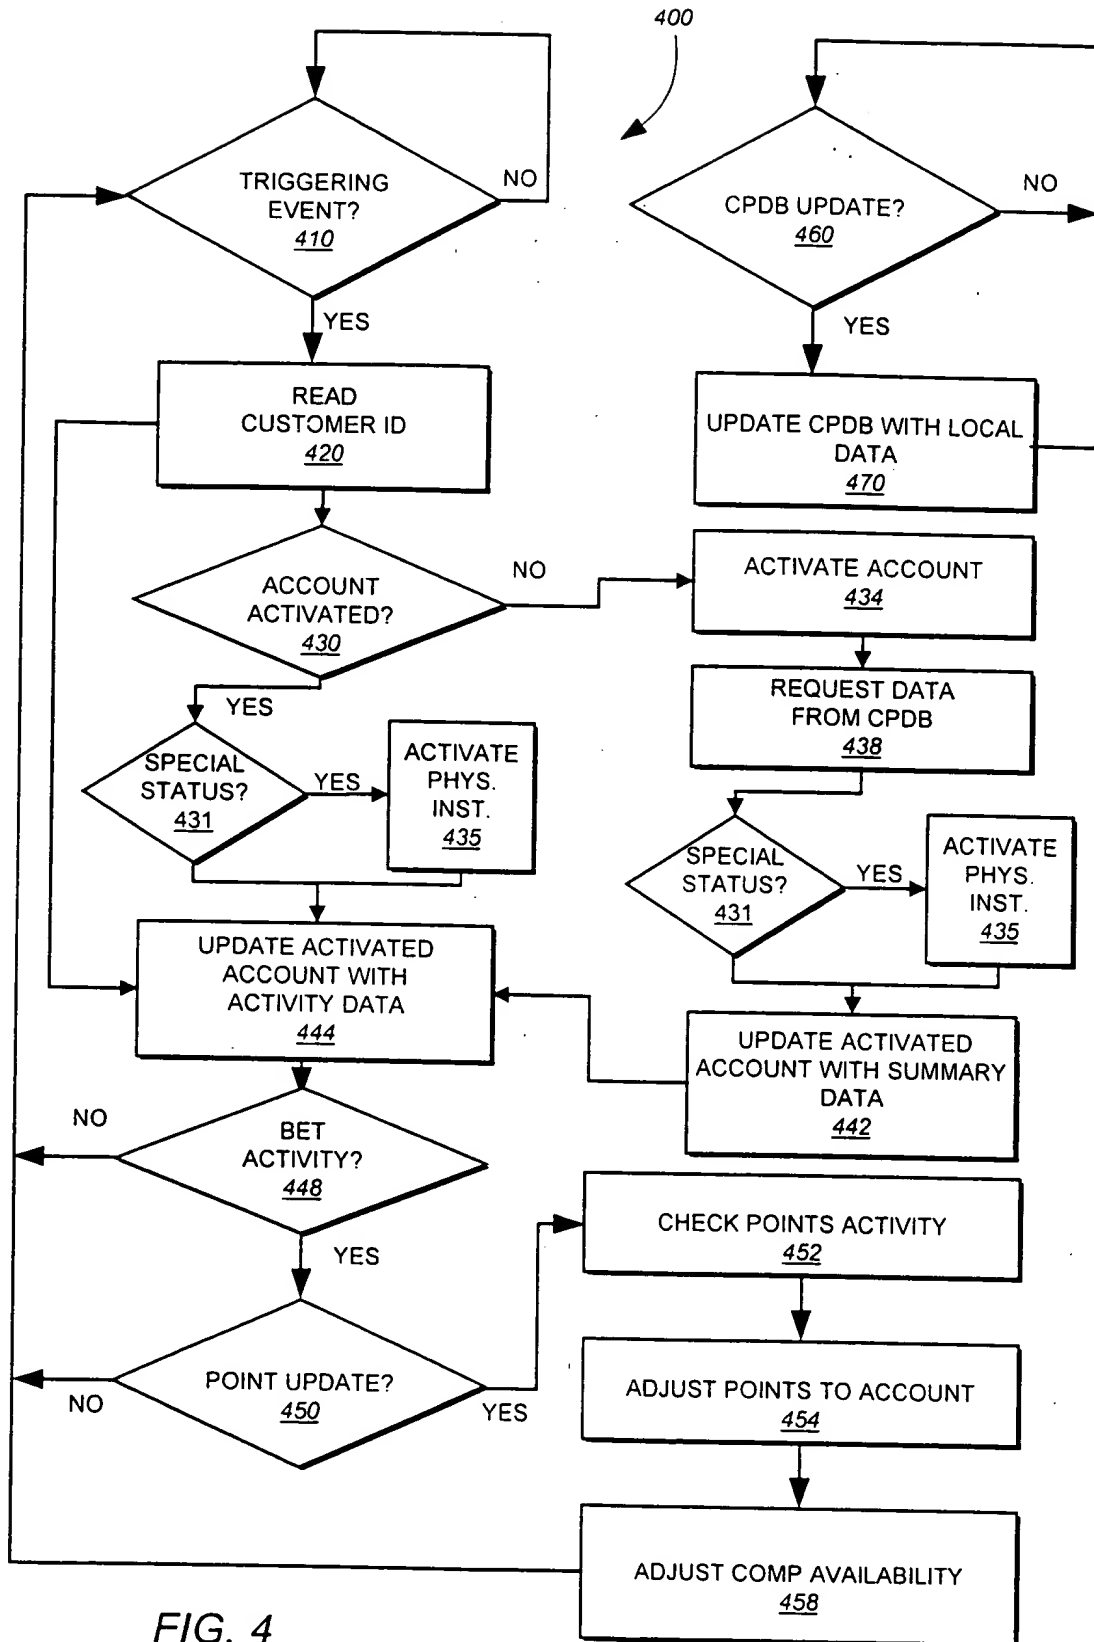 400
TRIGGERING
EVENT?
410
NO
YES
CPDB UPDATE?
460
NO
YES
READ
CUSTOMER ID
420
UPDATE CPDB WITH LOCAL
DATA
470
ACCOUNT
ACTIVATED?
430
NO
YES
ACTIVATE ACCOUNT
434
REQUEST DATA
FROM CPDB
438
SPECIAL
STATUS?
431
YES
ACTIVATE
PHYS.
INST.
435
SPECIAL
STATUS?
431
YES
ACTIVATE
PHYS.
INST.
435
UPDATE ACTIVATED
ACCOUNT WITH
ACTIVITY DATA
444
UPDATE ACTIVATED
ACCOUNT WITH SUMMARY
DATA
442
BET
ACTIVITY?
448
NO
YES
CHECK POINTS ACTIVITY
452
POINT UPDATE?
450
NO
YES
ADJUST POINTS TO ACCOUNT
454
ADJUST COMP AVAILABILITY
458
FIG. 4